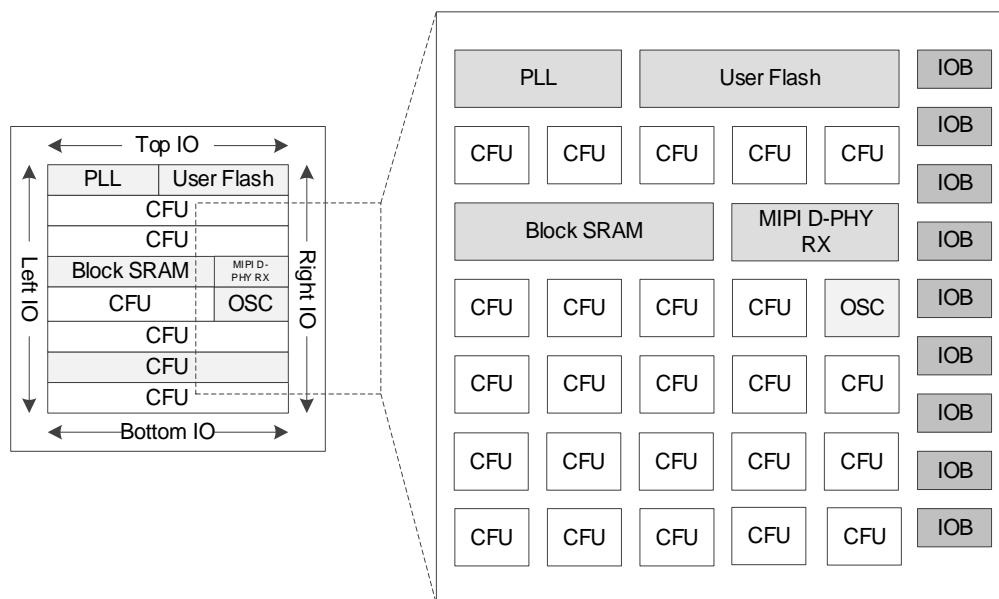 Top IO
PLL User Flash
CFU
CFU
Block SRAM MIPI D-
PHY RX
CFU OSC
CFU
CFU
CFU
Bottom IO
Left IO
Right IO
PLL User Flash IOB
IOB
CFU CFU CFU CFU CFU
IOB
Block SRAM MIPI D-PHY
RX
IOB
CFU CFU CFU CFU OSC IOB
IOB
CFU CFU CFU CFU CFU
IOB
CFU CFU CFU CFU CFU IOB
CFU CFU CFU CFU CFU IOB